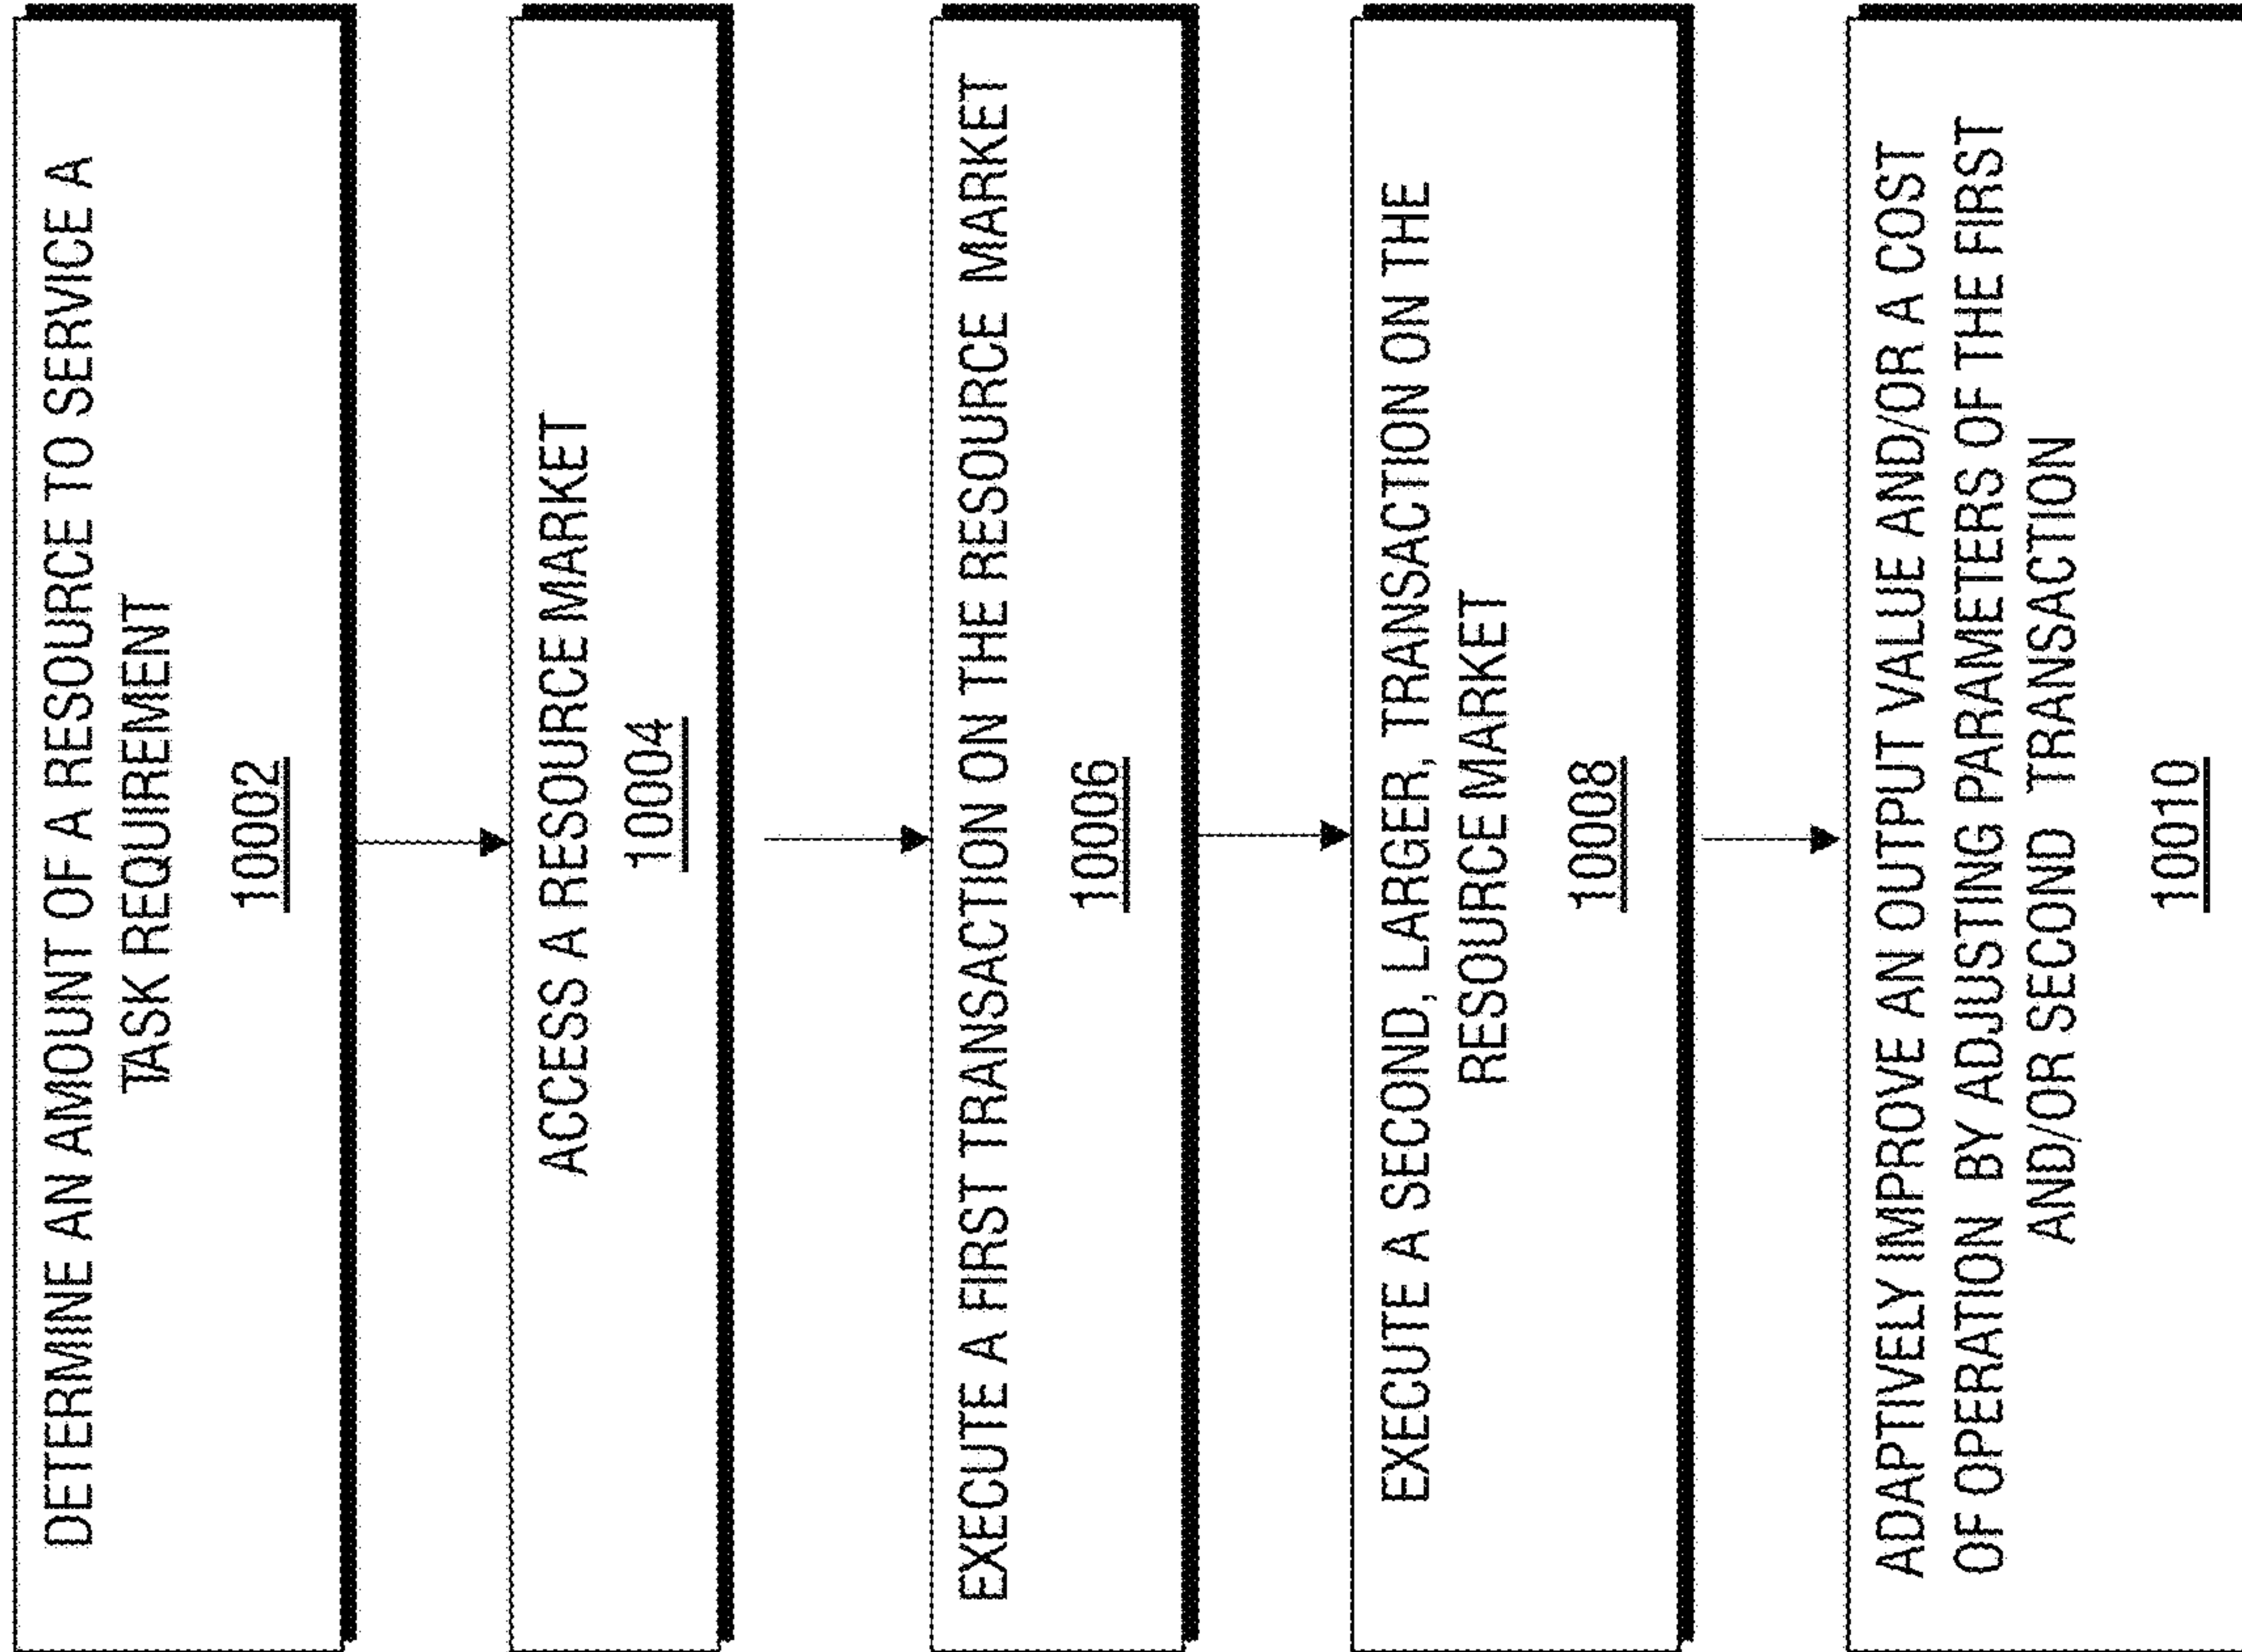 DETERMINE AN AMOUNT OF A RESOURCE TO SERVICE A
TASK REQUIREMENT
10002
ACCESS A RESOURCE MARKET
10004
EXECUTE A FIRST TRANSACTION ON THE RESOURCE MARKET
10006
EXECUTE A SECOND, LARGER, TRANSACTION ON THE
RESOURCE MARKET
10008
ADAPTIVELY IMPROVE AN OUTPUT VALUE AND/OR A COST
OF OPERATION BY ADJUSTING PARAMETERS OF THE FIRST
AND/OR SECOND TRANSACTION
10010